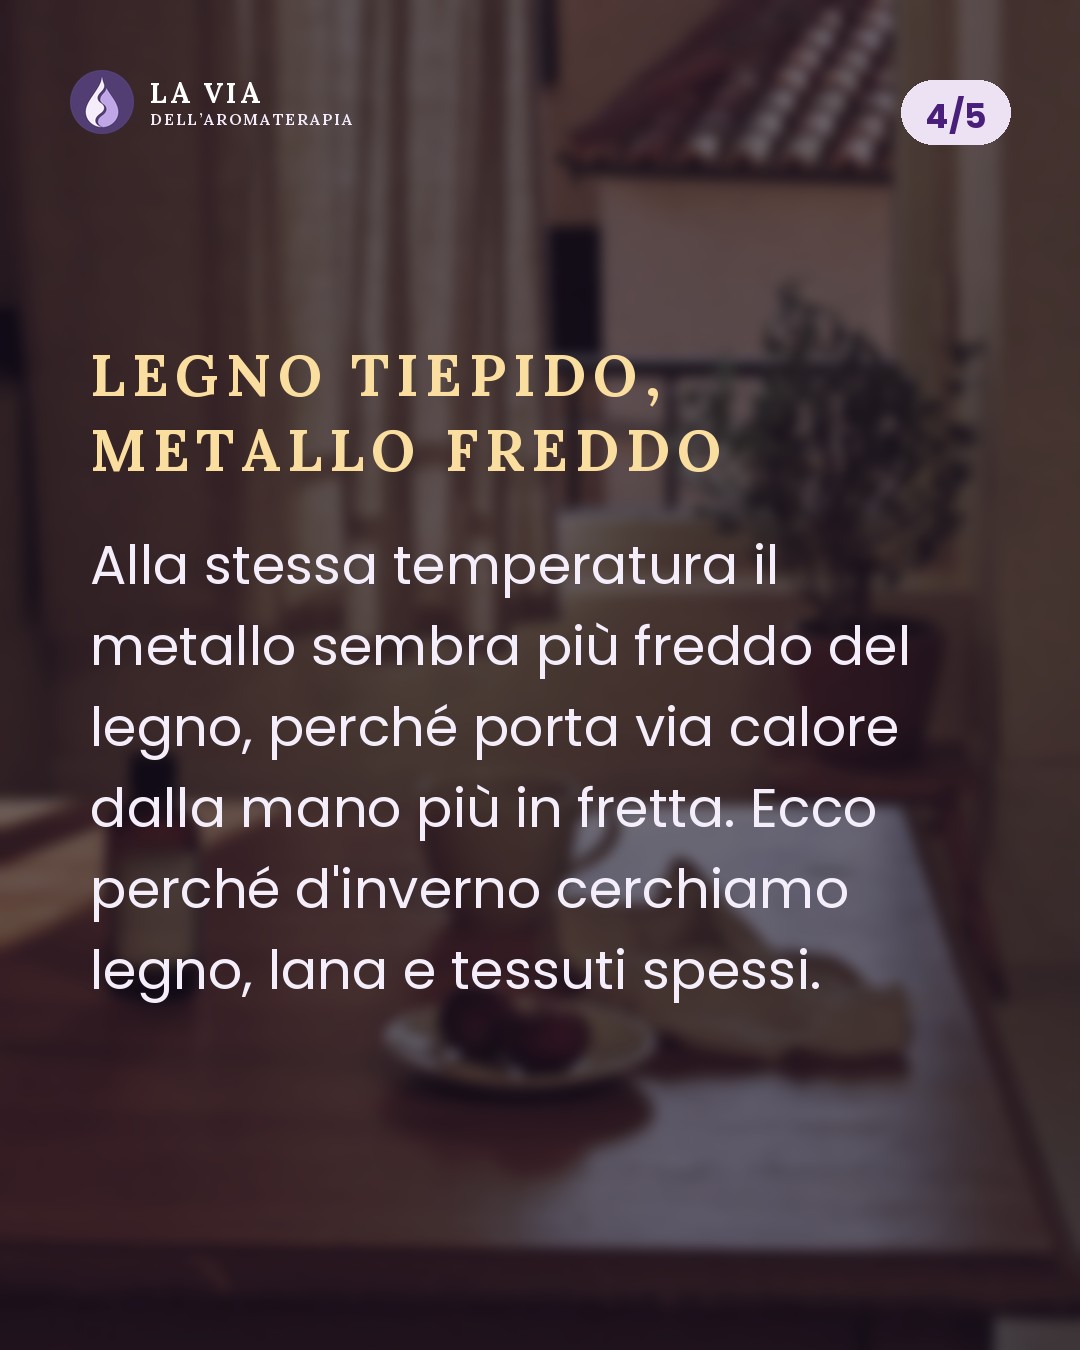 LA VIA
DELL'AROMATERAPIA
4/5
LEGNO TIEPIDO,
METALLO FREDDO
Alla stessa temperatura il
metallo sembra più freddo del
legno, perché porta via calore
dalla mano più in fretta. Ecco
perché d'inverno cerchiamo
legno, lana e tessuti spessi.